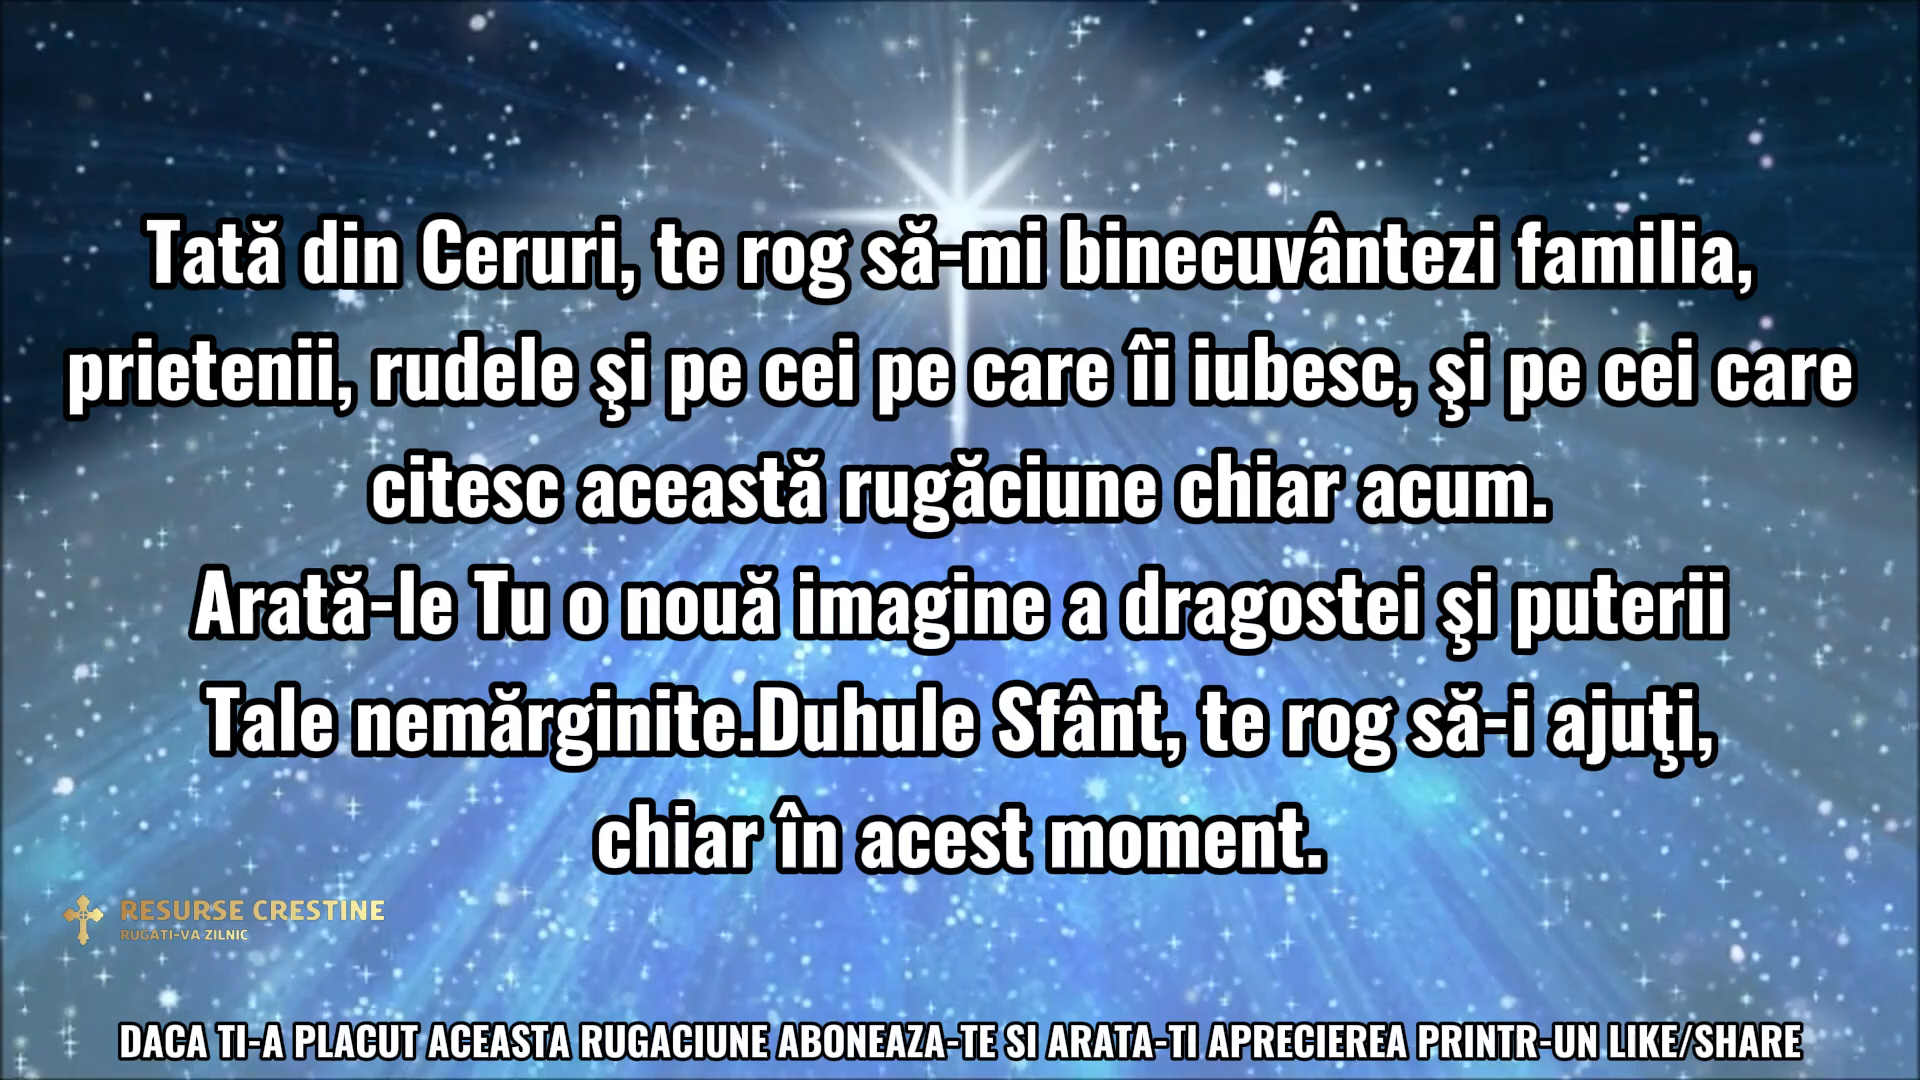 Tată din Ceruri, te rog să-mi binecuvântezi familia,
prietenii, rudele şi pe cei pe care îi iubesc, şi pe cei care
citesc această rugăciune chiar acum.
Arată-le Tu o nouă imagine a dragostei şi puterii
Tale nemărginite.Duhule Sfânt, te rog să-i ajuţi,
chiar în acest moment.
RESURSE CRESTINE
RUGATI-VA ZILNIC
DACA TI-A PLACUT ACEASTA RUGACIUNE ABONEAZA-TE SI ARATA-TI APRECIEREA PRINTR-UN LIKE/SHARE